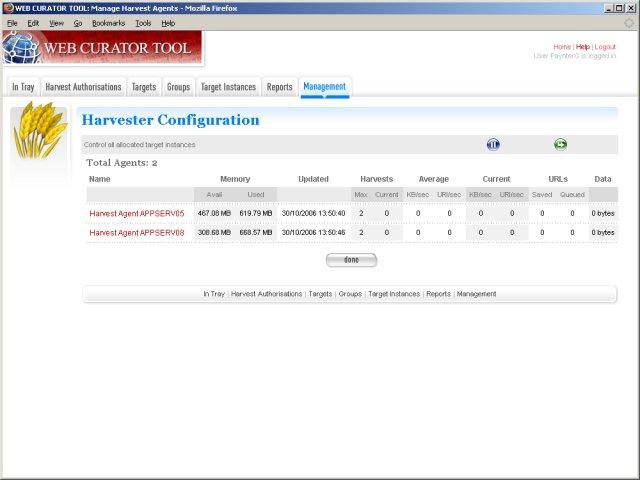 WEB CURATOR TOOL: Manage Harvest Agents - Mozilla Firefox
File Edit View Go Bookmarks Tools Help
WEB CURATOR TOOL
Home | Help | Logout
User PaynterG is logged in.
In Tray Harvest Authorisations Targets Groups Target Instances Reports Management
Harvester Configuration
Control all allocated target instances
Total Agents: 2
Name Memory Updated Harvests Average Current URLs Data
Avail Used Max Current KB/sec URI/sec KB/sec URI/sec Saved Queued
Harvest Agent APPSERV05 467.08 MB 619.79 MB 30/10/2006 13:50:40 2 0 0 0 0 0 0 0 0 bytes
Harvest Agent APPSERV08 308.68 MB 668.57 MB 30/10/2006 13:50:46 2 0 0 0 0 0 0 0 0 bytes
done
In Tray | Harvest Authorisations | Targets | Groups | Target Instances | Reports | Management